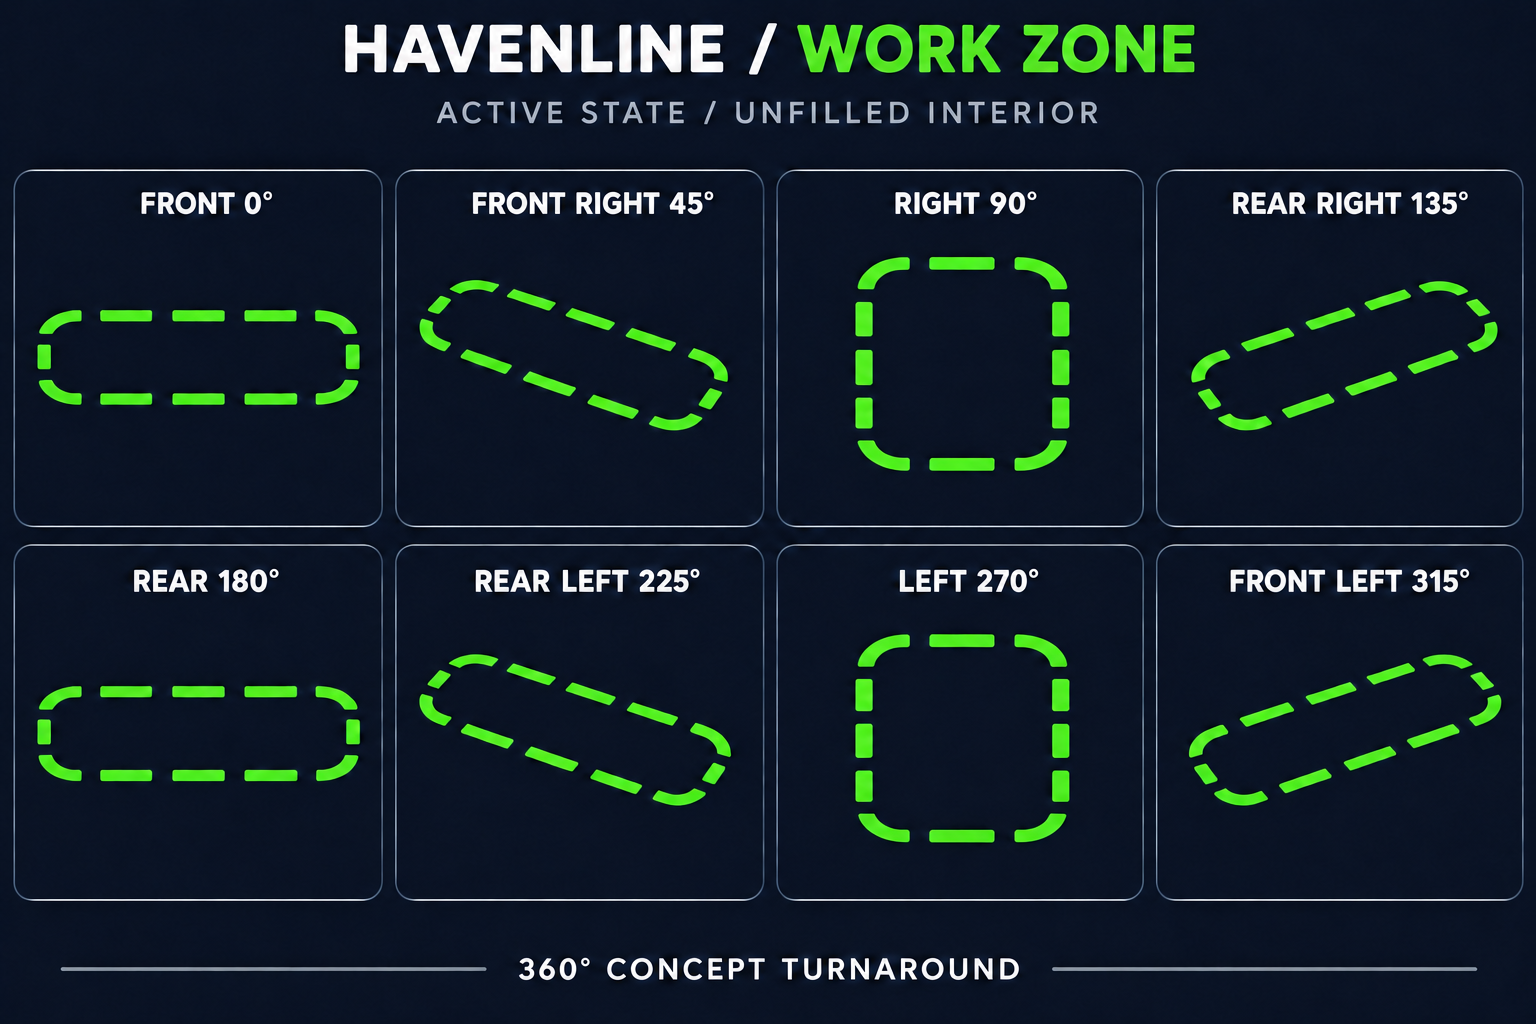 HAVENLINE / WORK ZONE
ACTIVE STATE / UNFILLED INTERIOR
FRONT 0°
FRONT RIGHT 45°
RIGHT 90°
REAR RIGHT 135°
REAR 180°
REAR LEFT 225°
LEFT 270°
FRONT LEFT 315°
360° CONCEPT TURNAROUND